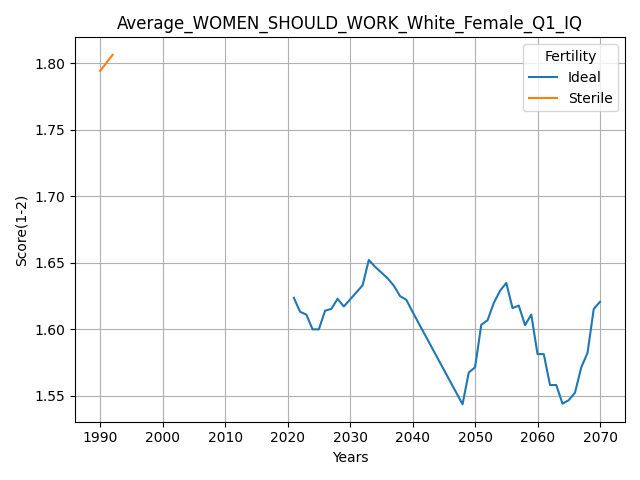 Average_WOMEN_SHOULD_WORK_White_Female_Q1_IQ
Fertility
Ideal
Sterile
Score(1-2)
1.80
1.75
1.70
1.65
1.60
1.55
1990 2000 2010 2020 2030 2040 2050 2060 2070
Years